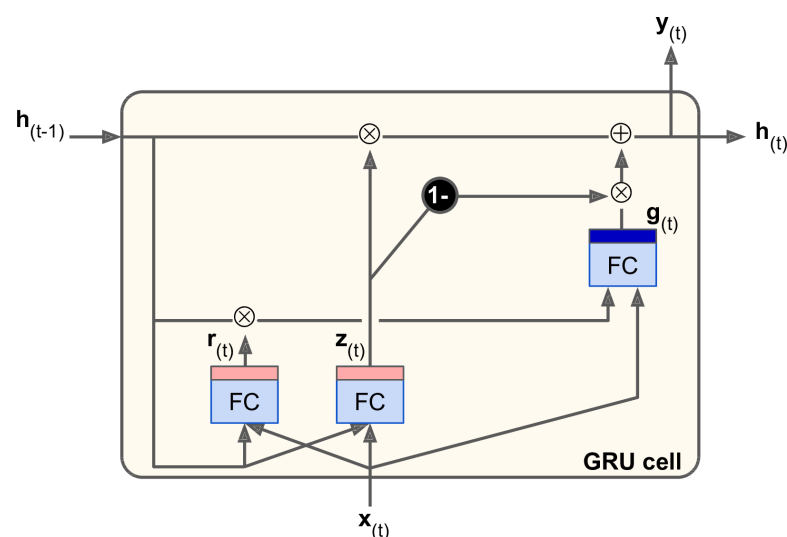 y(t)
h(t-1)
h(t)
1-
g(t)
FC
r(t)
z(t)
FC
FC
GRU cell
x(t)